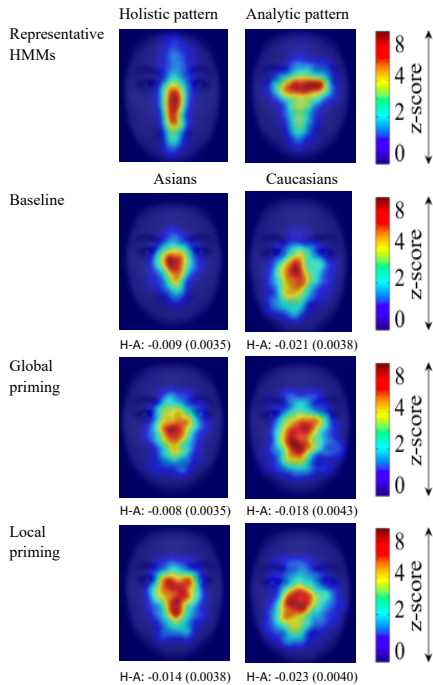 Holistic pattern Analytic pattern
Representative
HMMs
8
4
2
0
z-score
Asians Caucasians
Baseline
8
4
2
0
z-score
H-A: -0.009 (0.0035) H-A: -0.021 (0.0038)
Global
priming
8
4
2
0
z-score
H-A: -0.008 (0.0035) H-A: -0.018 (0.0043)
Local
priming
8
4
2
0
z-score
H-A: -0.014 (0.0038) H-A: -0.023 (0.0040)